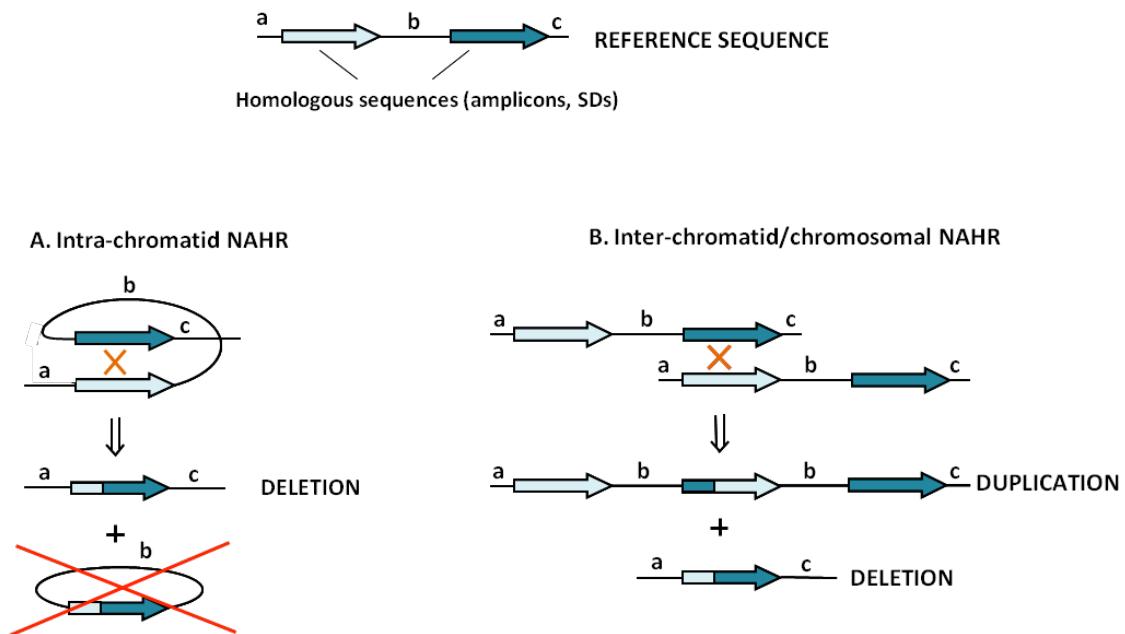 a b c
REFERENCE SEQUENCE
Homologous sequences (amplicons, SDs)
A. Intra-chromatid NAHR
b
c
a
a c
DELETION
+
b
B. Inter-chromatid/chromosomal NAHR
a b c
a b c
a b b c
DUPLICATION
+
a c
DELETION